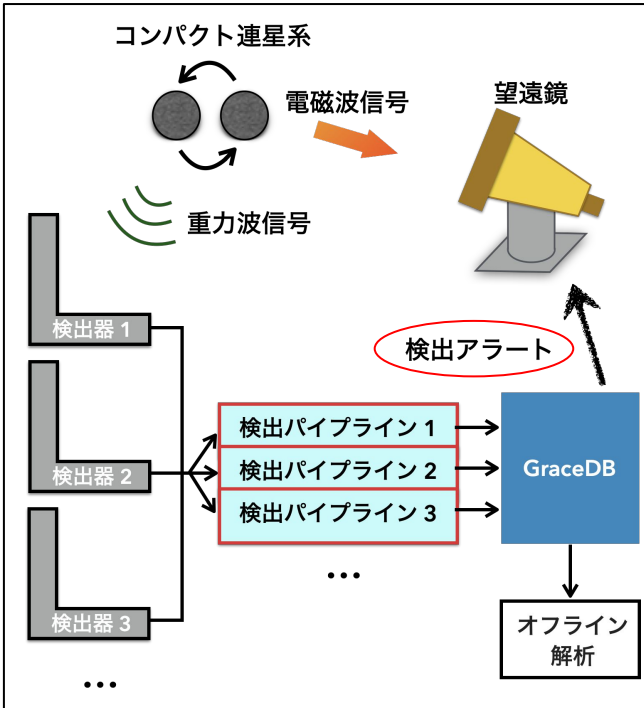 コンパクト連星系
電磁波信号
望遠鏡
重力波信号
検出器 1
検出アラート
検出パイプライン 1
検出器 2
検出パイプライン 2
GraceDB
検出パイプライン 3
...
検出器 3
オフライン
解析
...